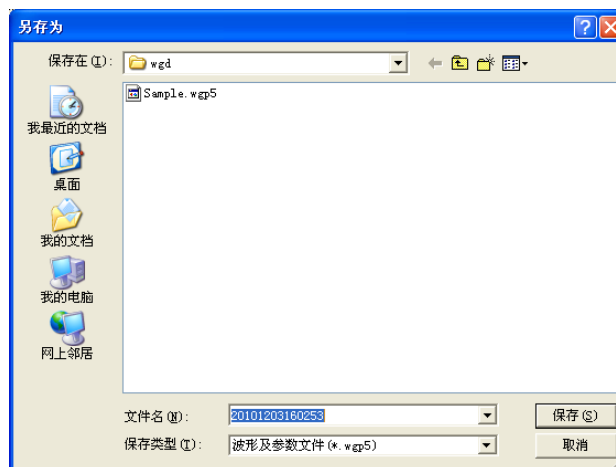 另存为
保存在(I): wgd
Sample.wgp5
我最近的文档
桌面
我的文档
我的电脑
网上邻居
文件名(N): 20101203160253 保存(S)
保存类型(T): 波形及参数文件(*.wgp5) 取消